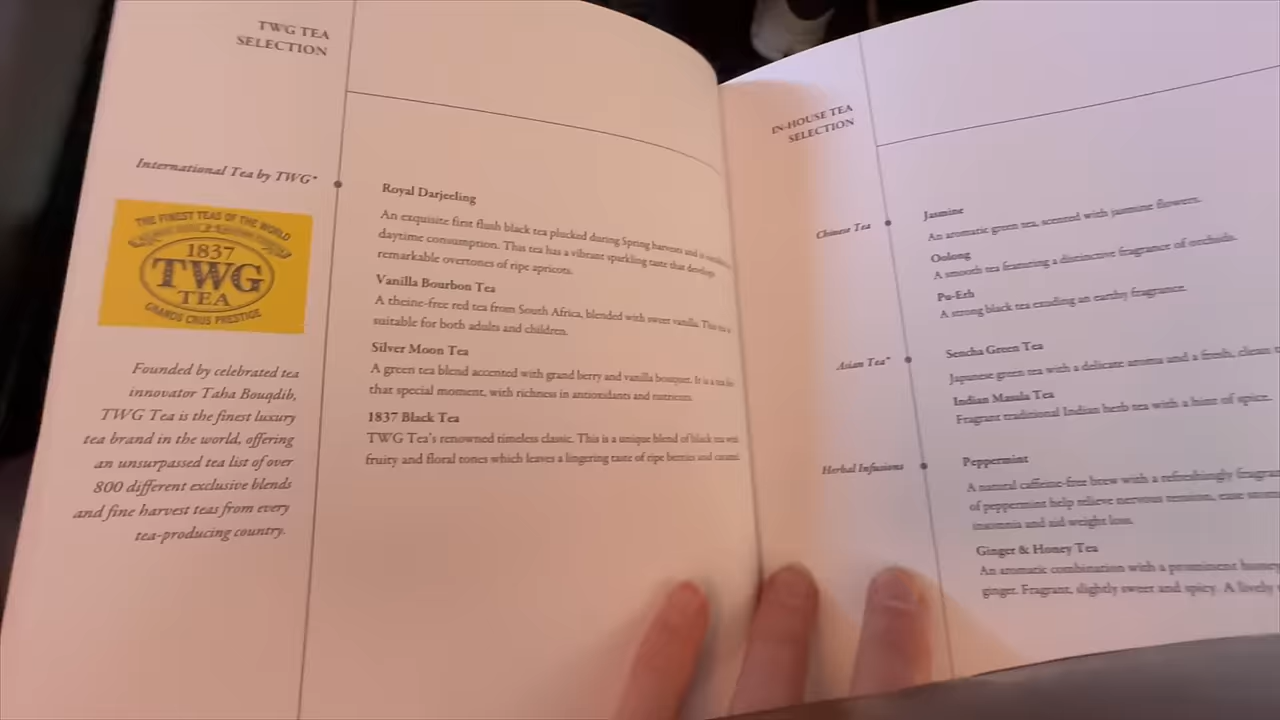 TWG TEA
SELECTION
International Tea by TWG*
THE FINEST TEAS OF THE WORLD
1837
TWG
TEA
GRANDS CRUS PRESTIGE
Founded by celebrated tea
innovator Taha Bouqdib,
TWG Tea is the finest luxury
tea brand in the world, offering
an unsurpassed tea list of over
800 different exclusive blends
and fine harvest teas from every
tea-producing country.
Royal Darjeeling
An exquisite first flush black tea plucked during Spring harvests and is
daytime consumption. This tea has a vibrant sparkling taste that develops
remarkable overtones of ripe apricots.
Vanilla Bourbon Tea
A theine-free red tea from South Africa, blended with sweet vanilla. This
suitable for both adults and children.
Silver Moon Tea
A green tea blend accented with grand berry and vanilla bouquet. It is a tea
that special moment, with richness in antioxidants and nutrients.
1837 Black Tea
TWG Tea's renowned timeless classic. This is a unique blend of black tea
fruity and floral tones which leaves a lingering taste of ripe berries and caramel.
IN-HOUSE TEA
SELECTION
Chinese Tea
Jasmine
An aromatic green tea, scented with jasmine flowers.
Oolong
A smooth tea featuring a distinctive fragrance of orchids.
Pu-Erh
A strong black tea exuding an earthy fragrance.
Asian Tea*
Sencha Green Tea
Japanese green tea with a delicate aroma and a fresh, clean
Indian Masala Tea
Fragrant traditional Indian herb tea with a hint of spice.
Herbal Infusions
Peppermint
A natural caffeine-free brew with a refreshingly
of peppermint help relieve nervous tension, ease
insomnia and aid weight loss.
Ginger & Honey Tea
An aromatic combination with a prominent honey
ginger. Fragrant, slightly sweet and spicy. A lively